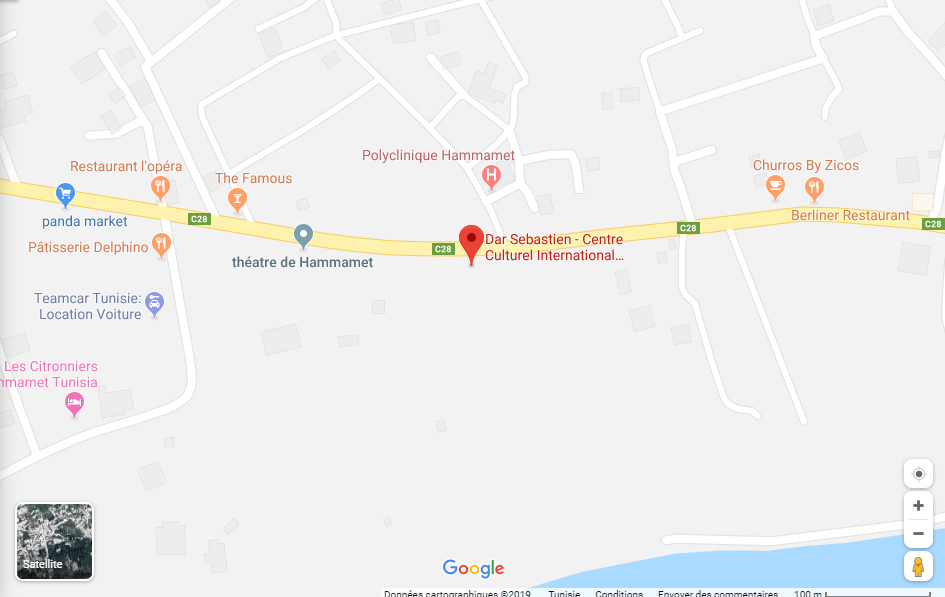 Polyclinique Hammamet
Restaurant l'opéra
The Famous
Churros By Zicos
panda market
C28
Berliner Restaurant
C28
C28
Pâtisserie Delphino
C28
Dar Sebastien - Centre
Culturel International...
théatre de Hammamet
Teamcar Tunisie:
Location Voiture
Les Citronniers
mmamet Tunisia
Satellite
Google
Données cartographiques ©2019 Tunisie Conditions Envoyer des commentaires 100 m